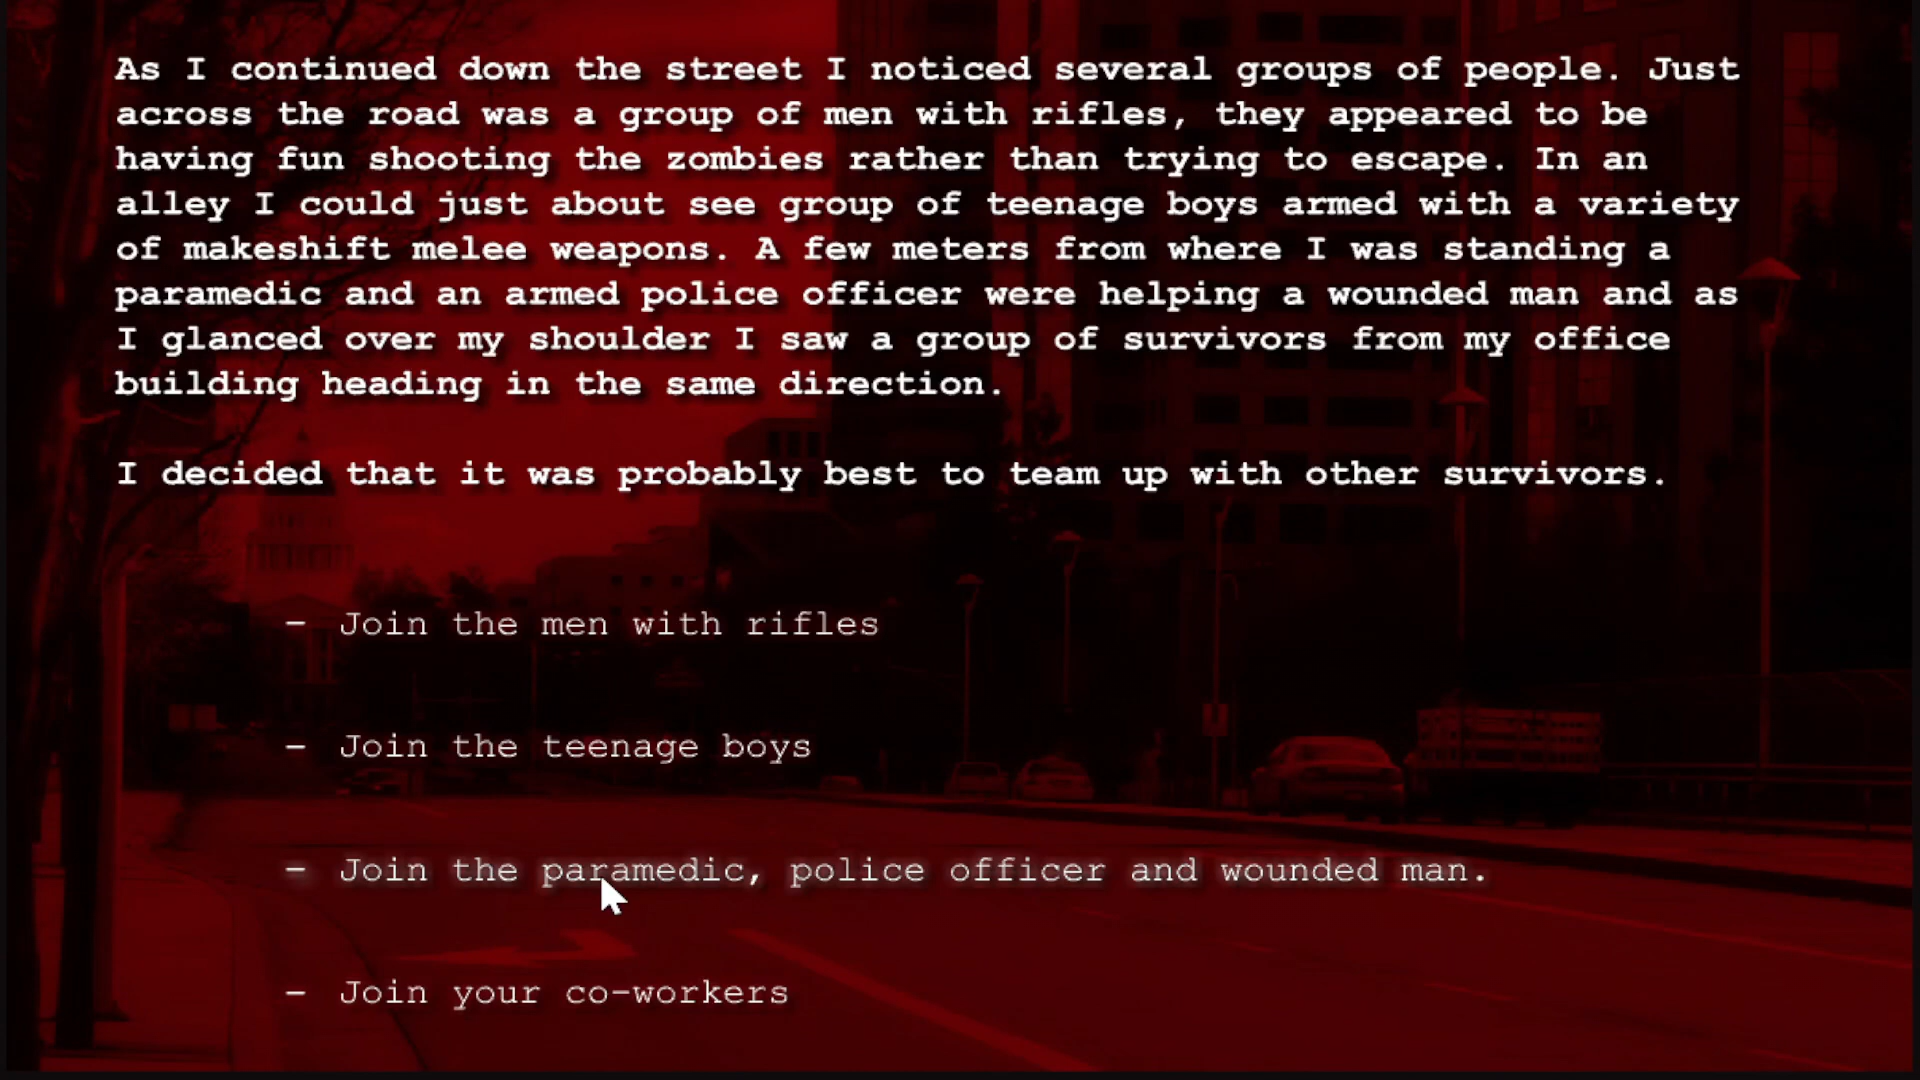 As I continued down the street I noticed several groups of people. Just
across the road was a group of men with rifles, they appeared to be
having fun shooting the zombies rather than trying to escape. In an
alley I could just about see group of teenage boys armed with a variety
of makeshift melee weapons. A few meters from where I was standing a
paramedic and an armed police officer were helping a wounded man and as
I glanced over my shoulder I saw a group of survivors from my office
building heading in the same direction.
I decided that it was probably best to team up with other survivors.
- Join the men with rifles
- Join the teenage boys
- Join the paramedic, police officer and wounded man.
- Join your co-workers